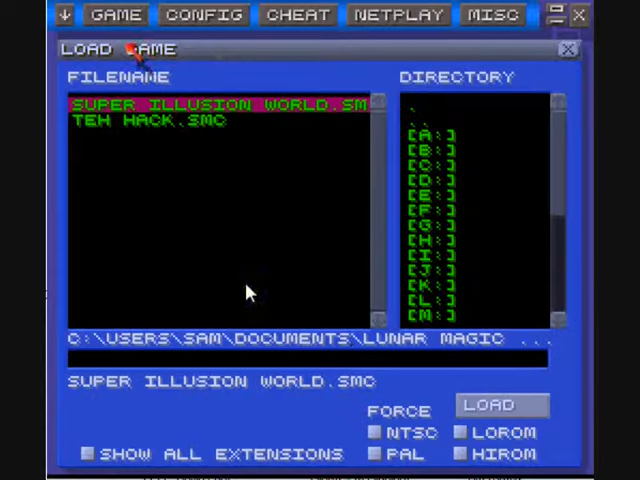 GAME CONFIG CHEAT NETPLAY MISC
LOAD GAME
FILENAME DIRECTORY
SUPER ILLUSION WORLD.SM
TEH HACK.SMC
.
..
[A:]
[B:]
[C:]
[D:]
[E:]
[F:]
[G:]
[H:]
[I:]
[J:]
[K:]
[L:]
[M:]
C:\USERS\SAM\DOCUMENTS\LUNAR MAGIC ...
SUPER ILLUSION WORLD.SMC
LOAD
FORCE
NTSC LOROM
SHOW ALL EXTENSIONS PAL HIROM